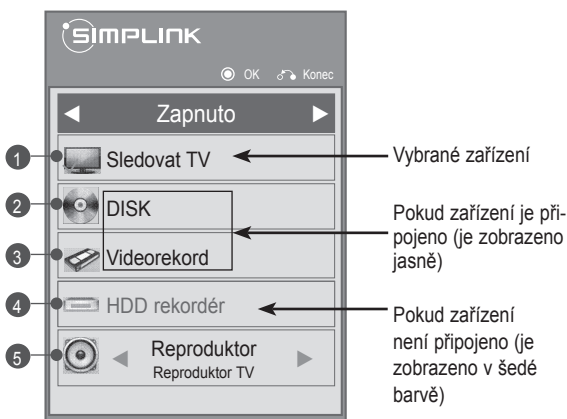 SIMPLINK
OK Konec
Zapnuto
1 Sledovat TV
Vybrané zařízení
2 DISK
3 Videorekord
Pokud zařízení je při-
pojeno (je zobrazeno
jasně)
4 HDD rekordér
Pokud zařízení
není připojeno (je
zobrazeno v šedé
barvě)
5 Reproduktor
Reproduktor TV